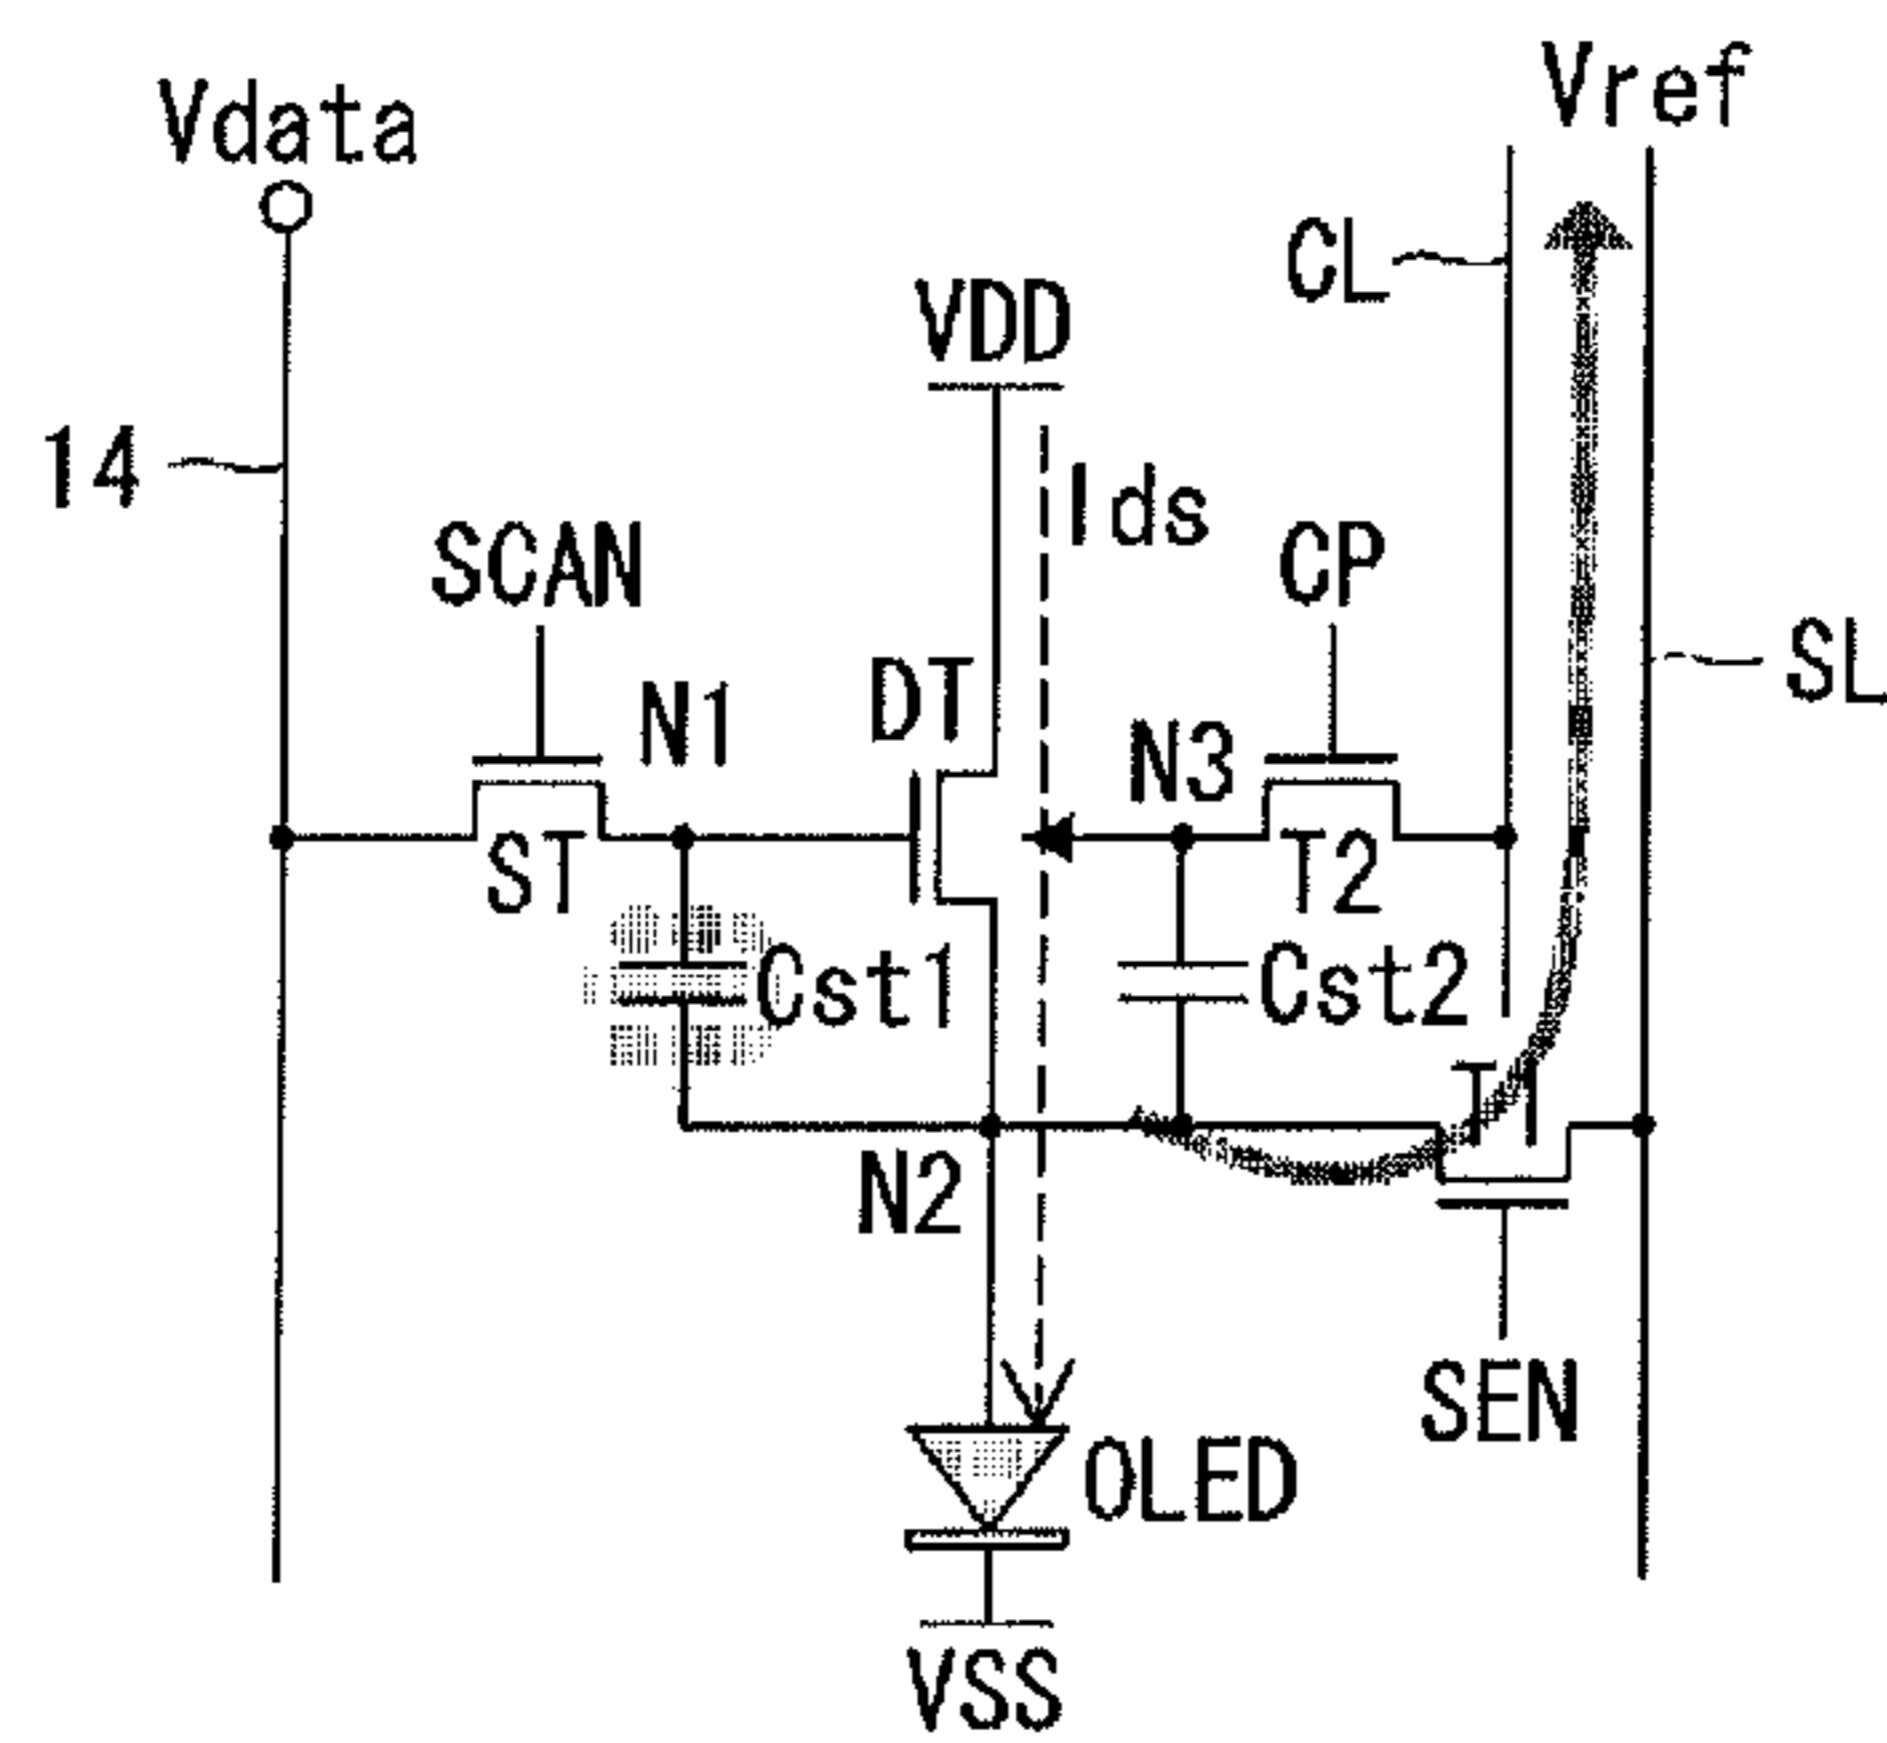 Vref
Vdata
CL
VDD
14
Ids
SCAN
CP
SL
DT
N1
N3
ST
T2
Cst1
Cst2
T1
N2
SEN
OLED
VSS